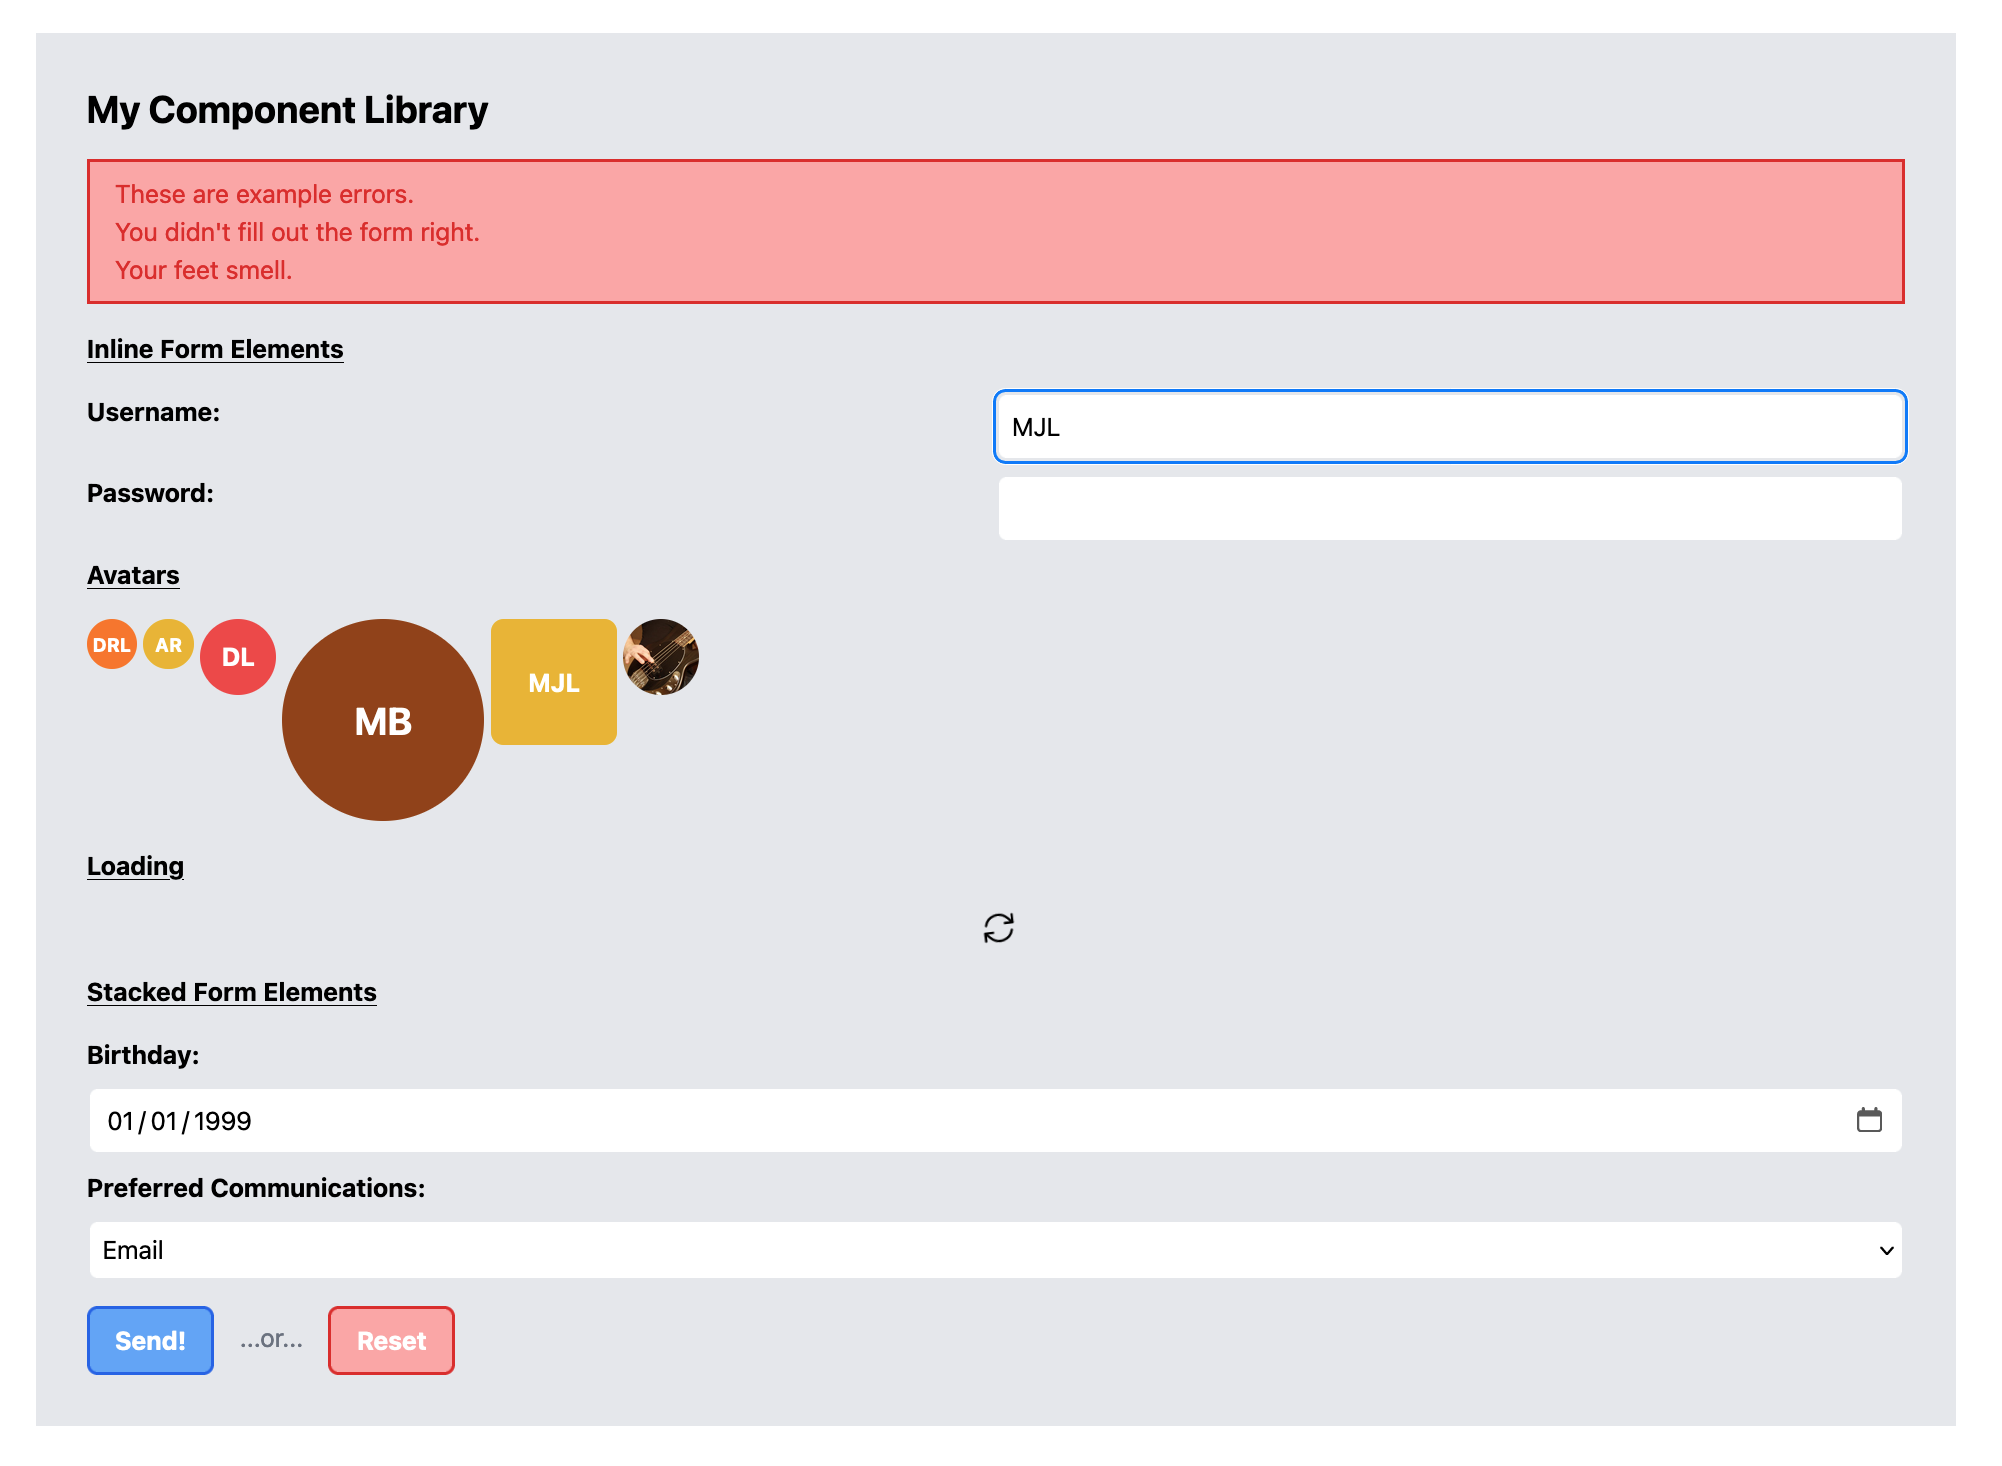 My Component Library
These are example errors.
You didn't fill out the form right.
Your feet smell.
Inline Form Elements
Username:
MJL
Password:
Avatars
DRL AR DL MB MJL
Loading
Stacked Form Elements
Birthday:
01/01/1999
Preferred Communications:
Email
Send! ...or... Reset